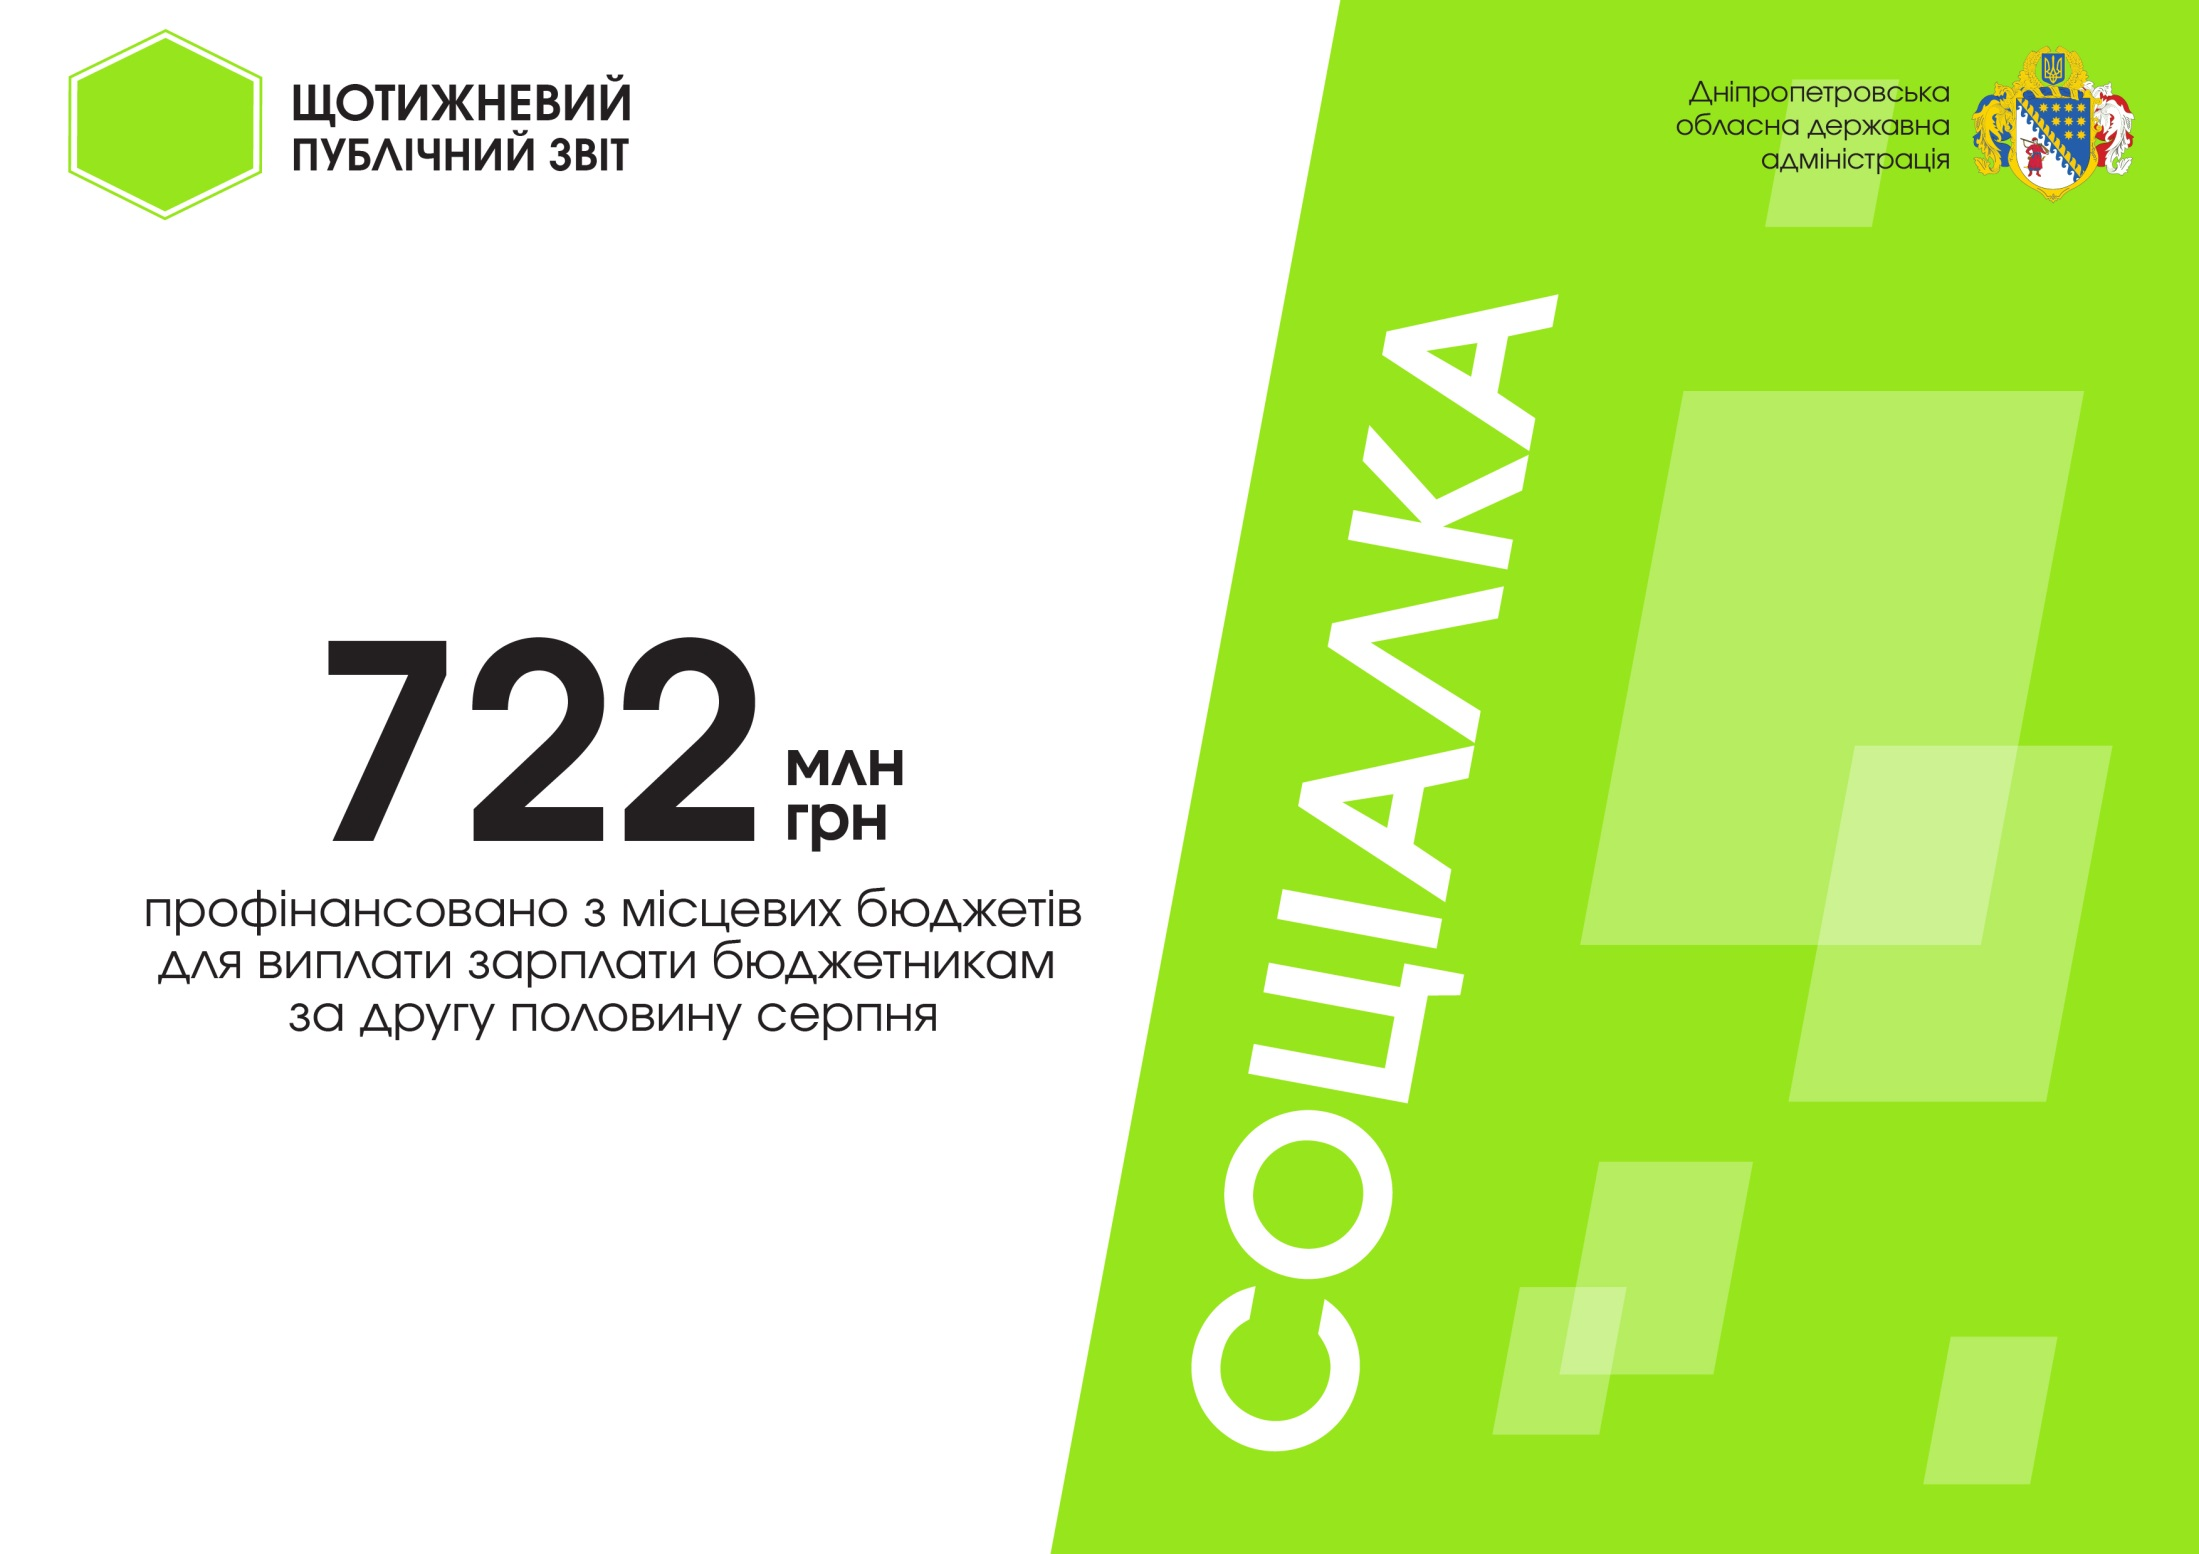 ЩОТИЖНЕВИЙ
ПУБЛІЧНИЙ ЗВІТ
Дніпропетровська
обласна державна
адміністрація
722 млн
грн
профінансовано з місцевих бюджетів
для виплати зарплати бюджетникам
за другу половину серпня
СОЦІАЛКА